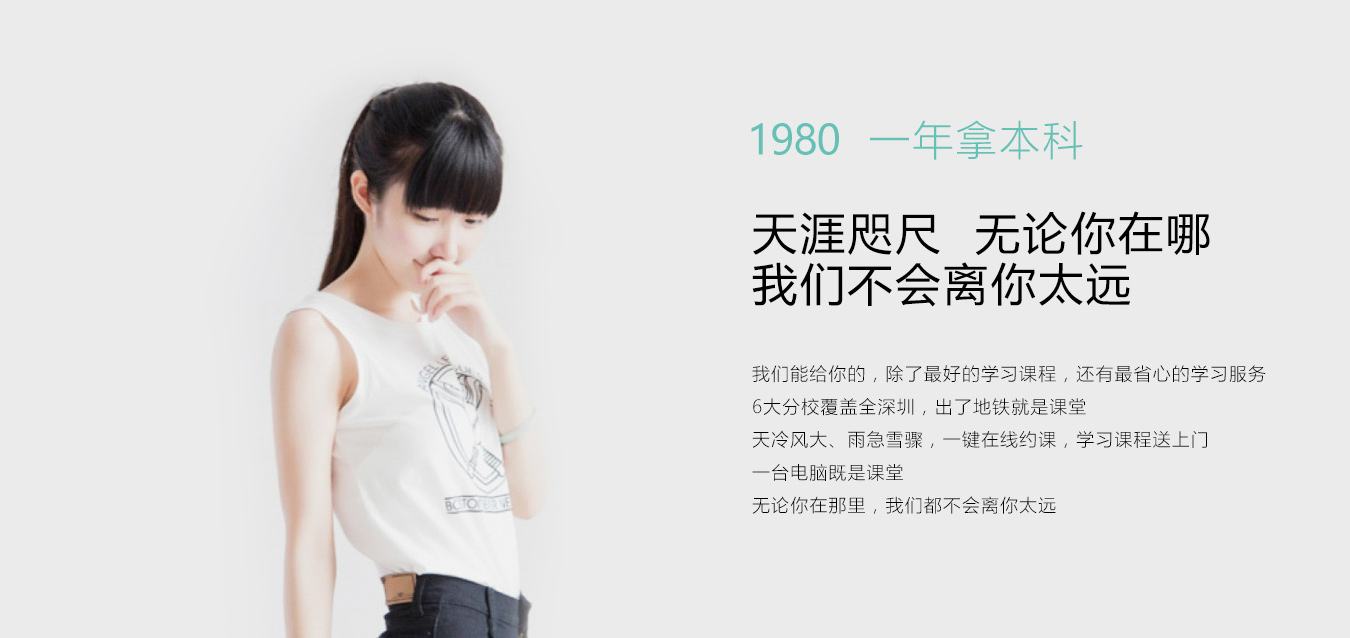 1980 一年拿本科
天涯咫尺 无论你在哪
我们不会离你太远
我们能给你的，除了最好的学习课程，还有最省心的学习服务
6大分校覆盖全深圳，出了地铁就是课堂
天冷风大、雨急雪骤，一键在线约课，学习课程送上门
一台电脑既是课堂
无论你在那里，我们都不会离你太远